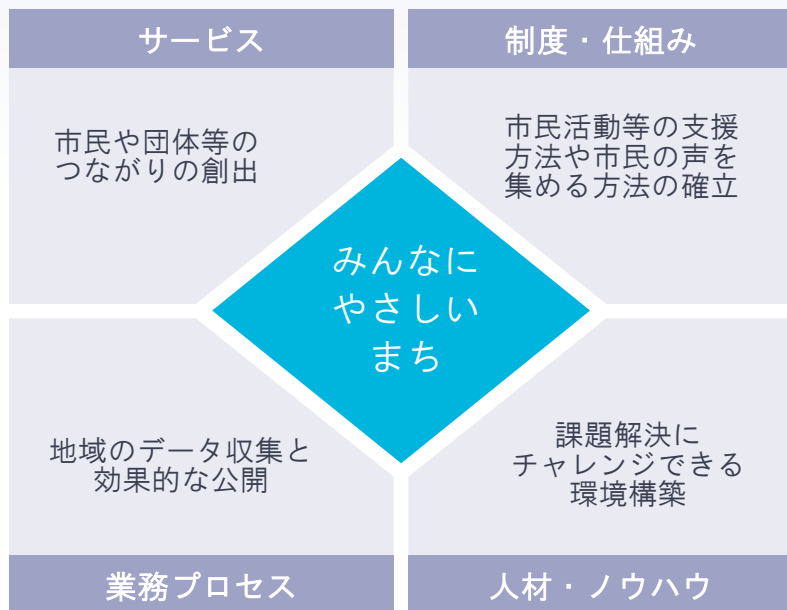 サービス
市民や団体等の
つながりの創出
制度・仕組み
市民活動等の支援
方法や市民の声を
集める方法の確立
みんなに
やさしい
まち
地域のデータ収集と
効果的な公開
業務プロセス
課題解決に
チャレンジできる
環境構築
人材・ノウハウ